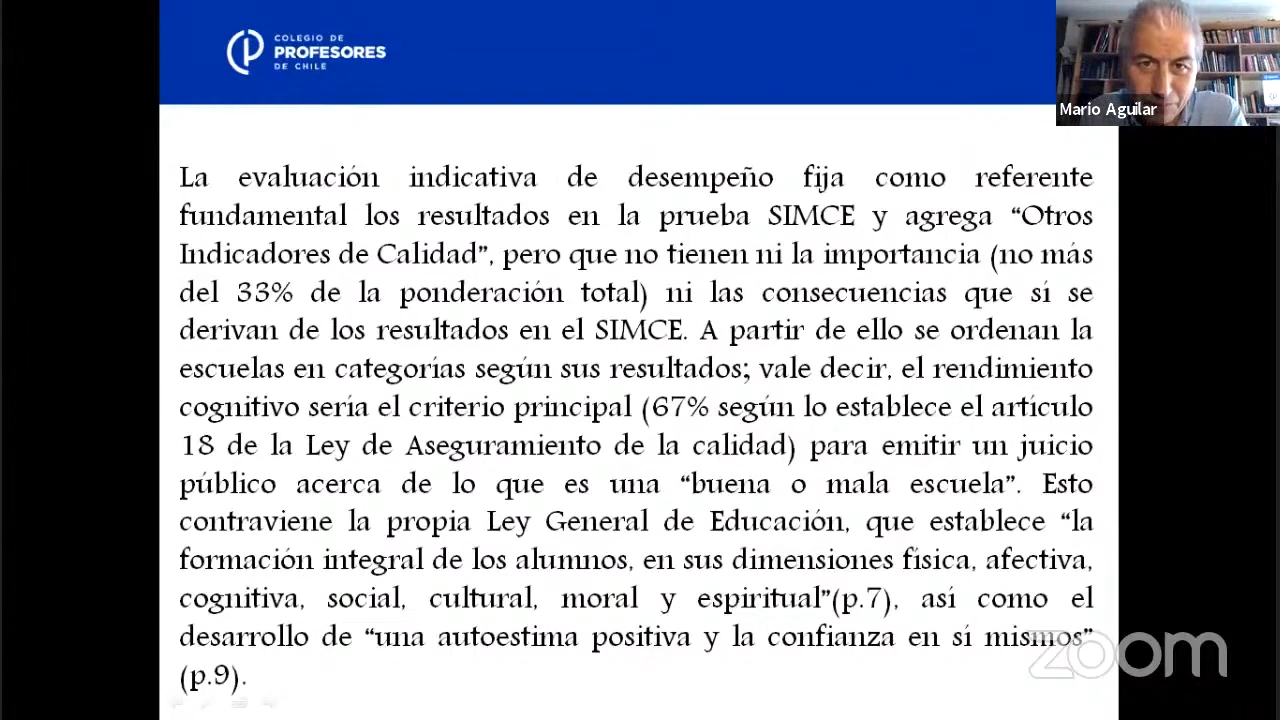 COLEGIO DE
PROFESORES
DE CHILE
Mario Aguilar
La evaluación indicativa de desempeño fija como referente
fundamental los resultados en la prueba SIMCE y agrega “Otros
Indicadores de Calidad”, pero que no tienen ni la importancia (no más
del 33% de la ponderación total) ni las consecuencias que sí se
derivan de los resultados en el SIMCE. A partir de ello se ordenan la
escuelas en categorías según sus resultados; vale decir, el rendimiento
cognitivo sería el criterio principal (67% según lo establece el artículo
18 de la Ley de Aseguramiento de la calidad) para emitir un juicio
público acerca de lo que es una “buena o mala escuela”. Esto
contraviene la propia Ley General de Educación, que establece “la
formación integral de los alumnos, en sus dimensiones física, afectiva,
cognitiva, social, cultural, moral y espiritual”(p.7), así como el
desarrollo de “una autoestima positiva y la confianza en sí mismos”
(p.9).
zoom